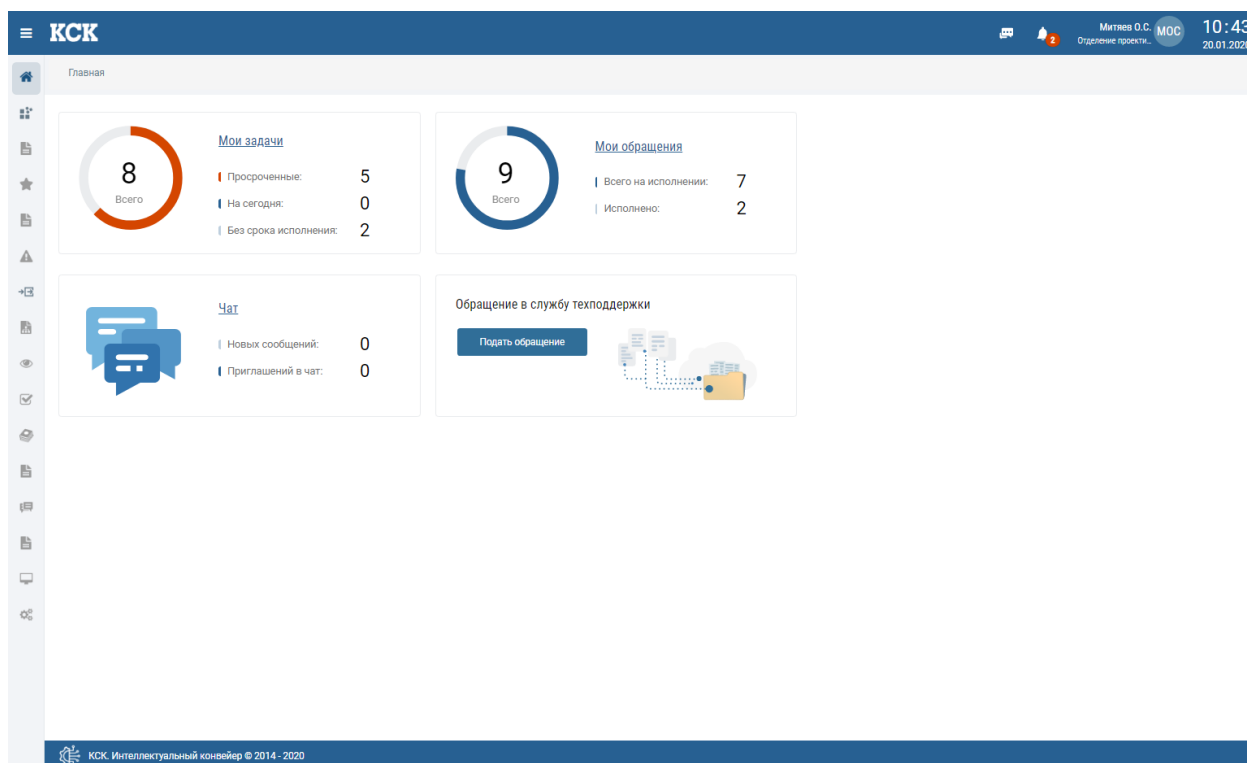 КСК
2
Митяев О.С.
Отделение проекти...
МОС
10:43
20.01.2020
Главная
8
Всего
Мои задачи
Просроченные: 5
На сегодня: 0
Без срока исполнения: 2
9
Всего
Мои обращения
Всего на исполнении: 7
Исполнено: 2
Чат
Новых сообщений: 0
Приглашений в чат: 0
Обращение в службу техподдержки
Подать обращение
КСК. Интеллектуальный конвейер © 2014 - 2020